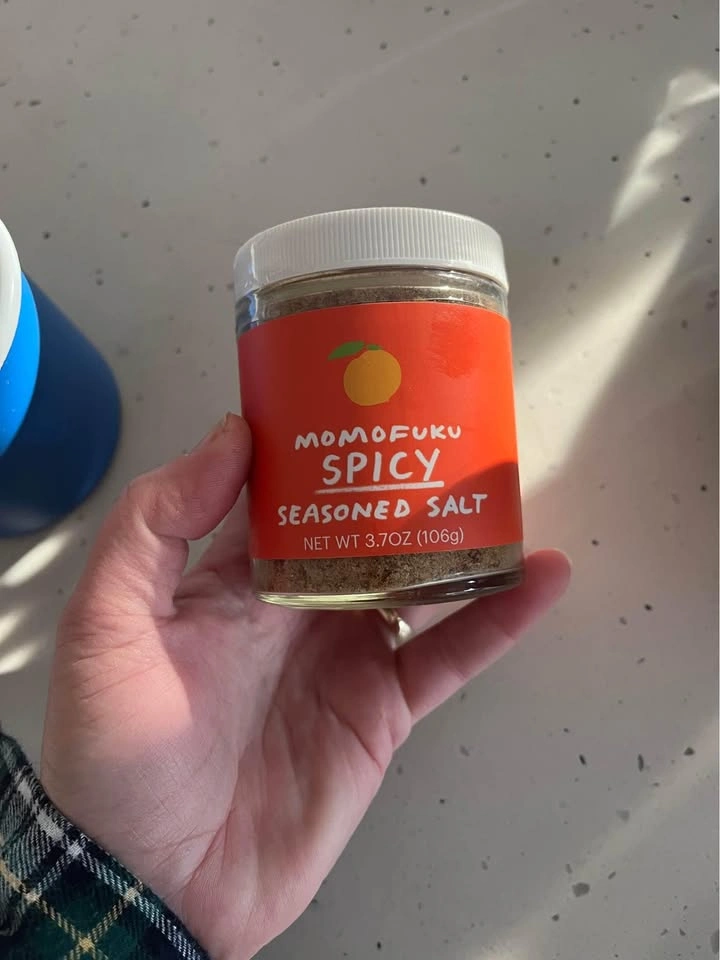 MOMOFUKU
SPICY
SEASONED SALT
NET WT 3.7OZ (106g)